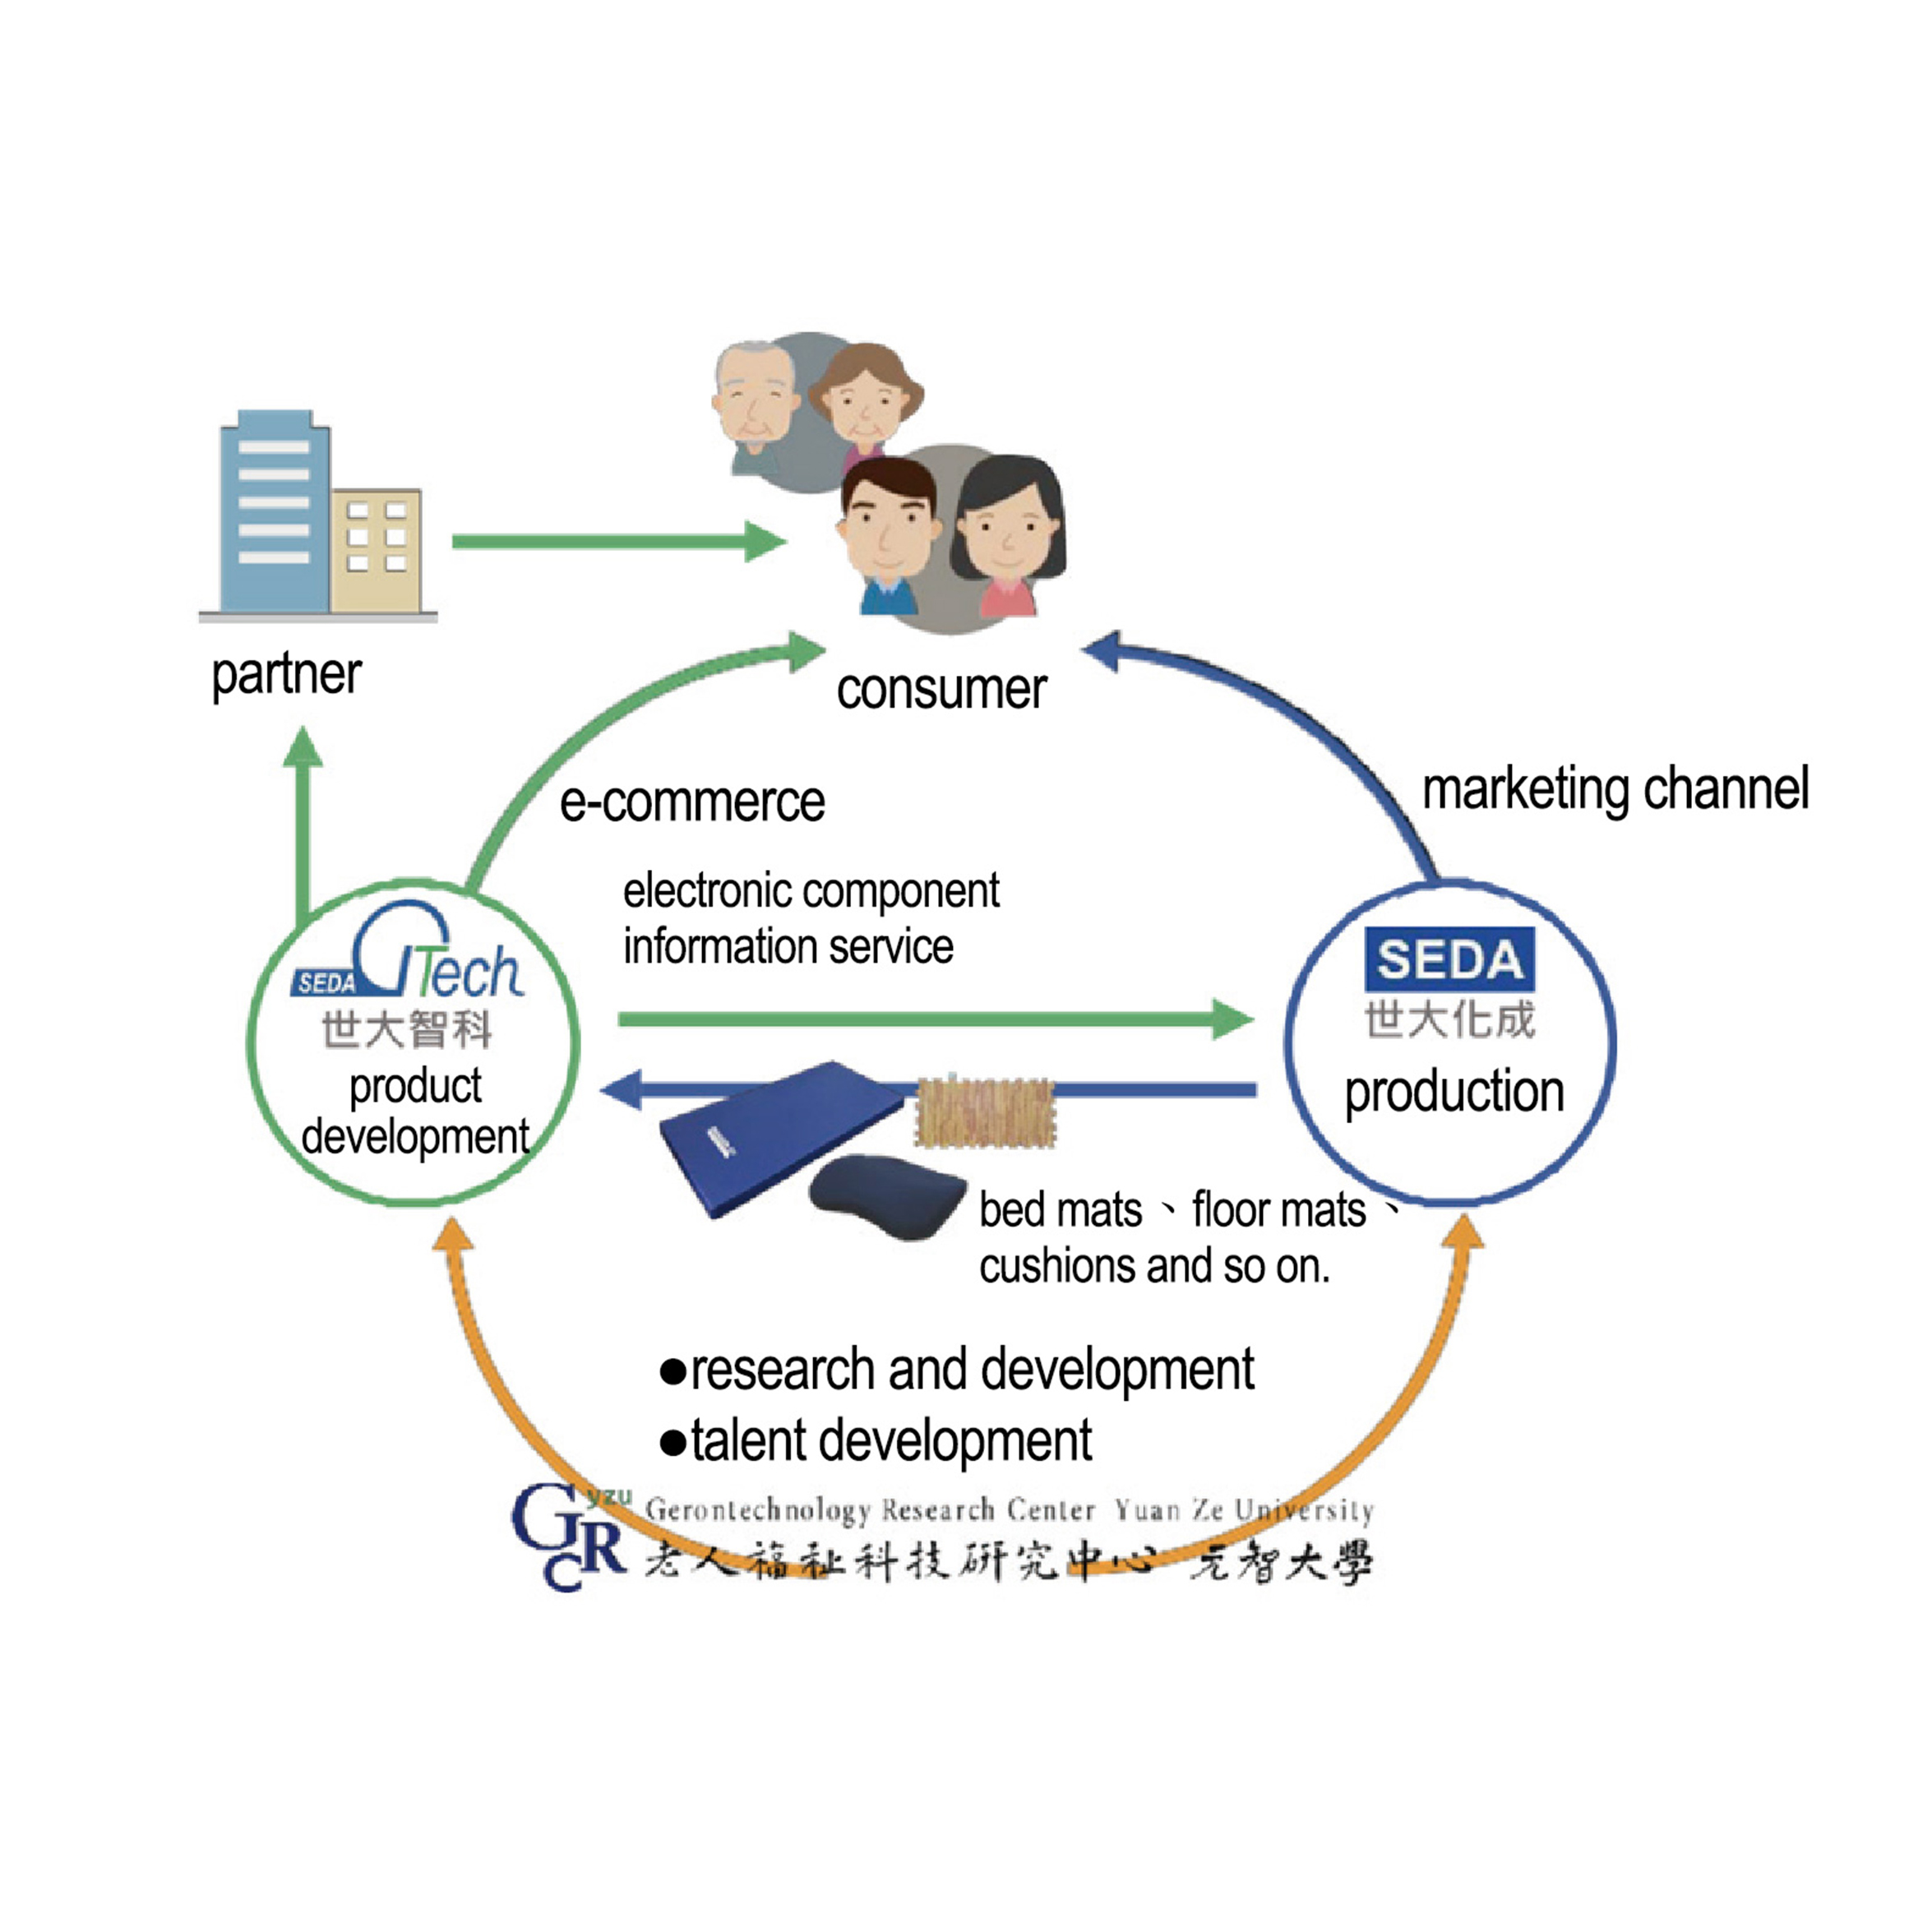 partner
consumer
e-commerce
marketing channel
electronic component
information service
SEDA GTech
世大智科
product
development
SEDA
世大化成
production
bed mats、floor mats、
cushions and so on.
●research and development
●talent development
GRC yzu
Gerontechnology Research Center Yuan Ze University
老人福祉科技研究中心 元智大學